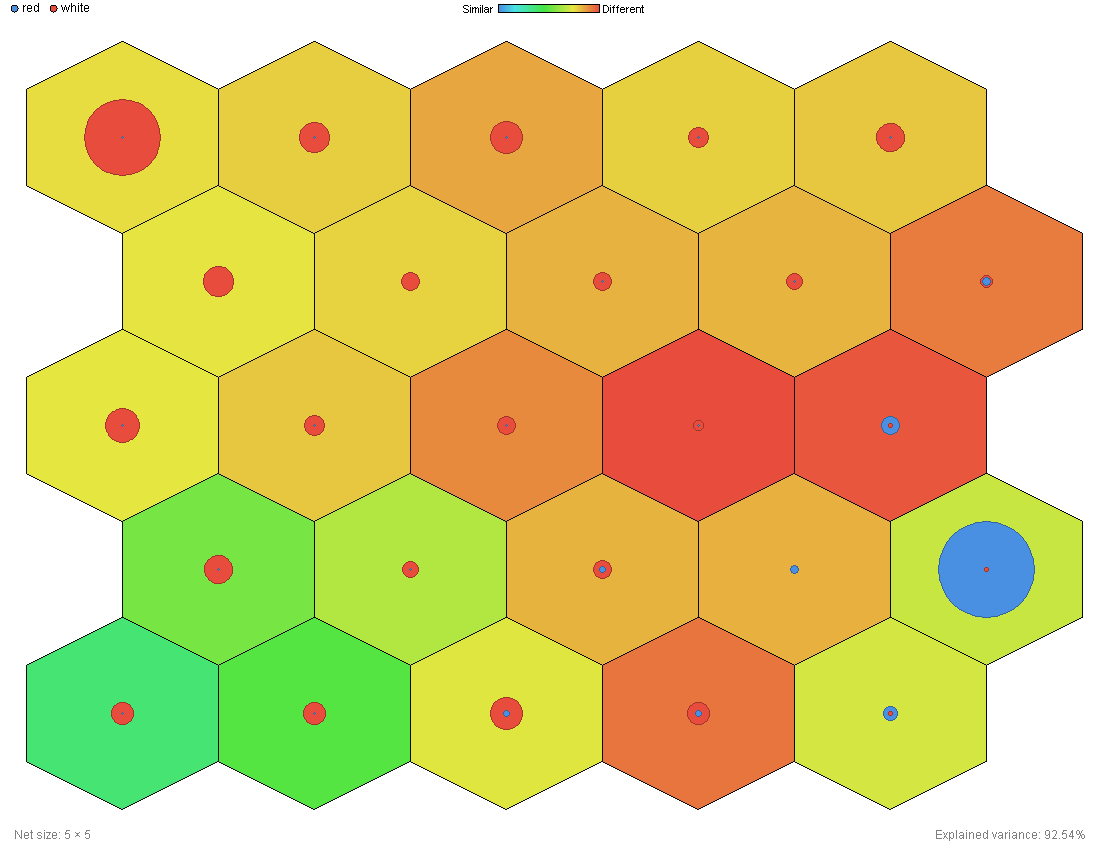 red white Similar Different
Net size: 5 × 5 Explained variance: 92.54%